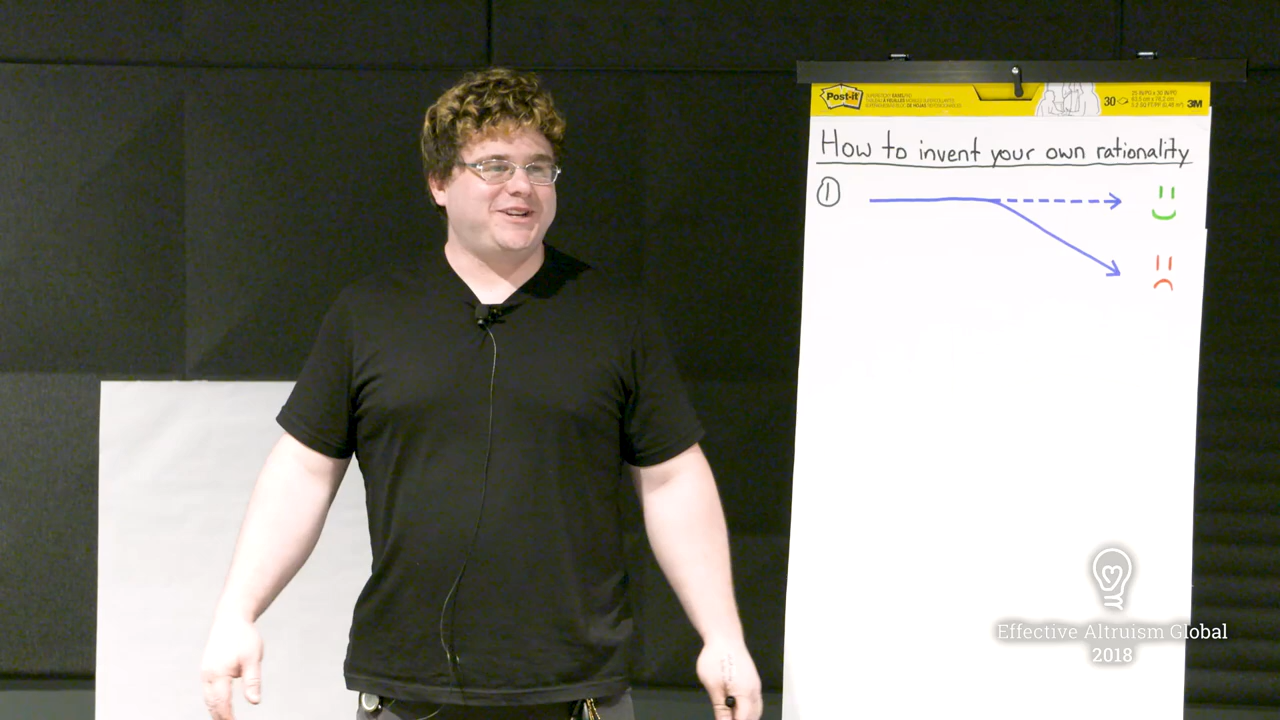 Post-it
30
3M
How to invent your own rationality
1
Effective Altruism Global
2018